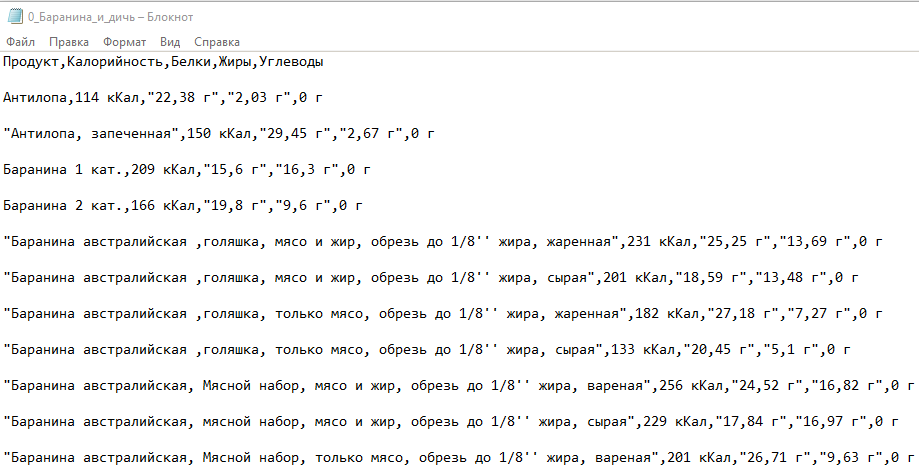 0_Баранина_и_дичь – Блокнот
Файл Правка Формат Вид Справка
Продукт,Калорийность,Белки,Жиры,Углеводы
Антилопа,114 кКал,"22,38 г","2,03 г",0 г
"Антилопа, запеченная",150 кКал,"29,45 г","2,67 г",0 г
Баранина 1 кат.,209 кКал,"15,6 г","16,3 г",0 г
Баранина 2 кат.,166 кКал,"19,8 г","9,6 г",0 г
"Баранина австралийская ,голяшка, мясо и жир, обрезь до 1/8'' жира, жаренная",231 кКал,"25,25 г","13,69 г",0 г
"Баранина австралийская ,голяшка, мясо и жир, обрезь до 1/8'' жира, сырая",201 кКал,"18,59 г","13,48 г",0 г
"Баранина австралийская ,голяшка, только мясо, обрезь до 1/8'' жира, жаренная",182 кКал,"27,18 г","7,27 г",0 г
"Баранина австралийская ,голяшка, только мясо, обрезь до 1/8'' жира, сырая",133 кКал,"20,45 г","5,1 г",0 г
"Баранина австралийская, Мясной набор, мясо и жир, обрезь до 1/8'' жира, вареная",256 кКал,"24,52 г","16,82 г",0 г
"Баранина австралийская, мясной набор, мясо и жир, обрезь до 1/8'' жира, сырая",229 кКал,"17,84 г","16,97 г",0 г
"Баранина австралийская, Мясной набор, только мясо, обрезь до 1/8'' жира, вареная",201 кКал,"26,71 г","9,63 г",0 г